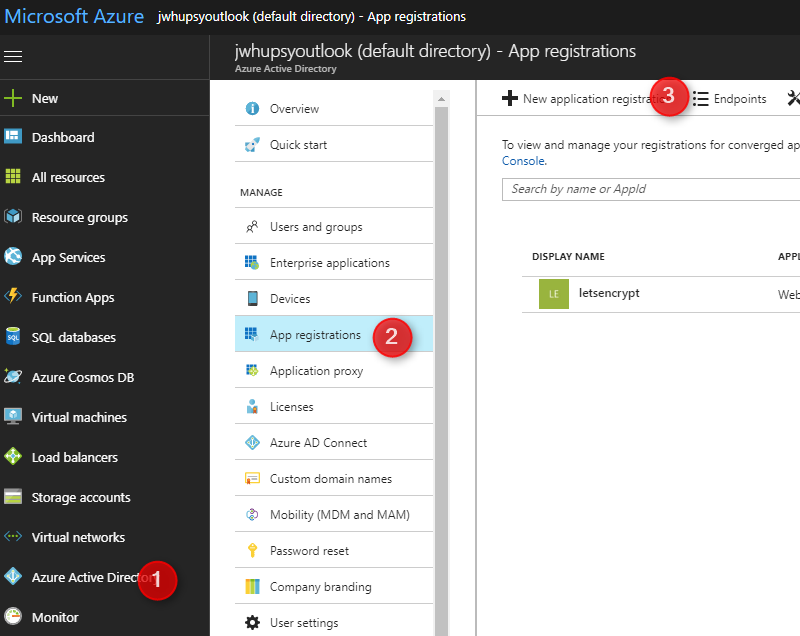 Microsoft Azure jwhupsyoutlook (default directory) - App registrations
New
Dashboard
All resources
Resource groups
App Services
Function Apps
SQL databases
Azure Cosmos DB
Virtual machines
Load balancers
Storage accounts
Virtual networks
Azure Active Director 1
Monitor
jwhupsyoutlook (default directory) - App registrations
Azure Active Directory
Overview
Quick start
MANAGE
Users and groups
Enterprise applications
Devices
App registrations 2
Application proxy
Licenses
Azure AD Connect
Custom domain names
Mobility (MDM and MAM)
Password reset
Company branding
User settings
New application registratio 3 Endpoints
To view and manage your registrations for converged ap
Console.
Search by name or AppId
DISPLAY NAME APPL
LE letsencrypt Web